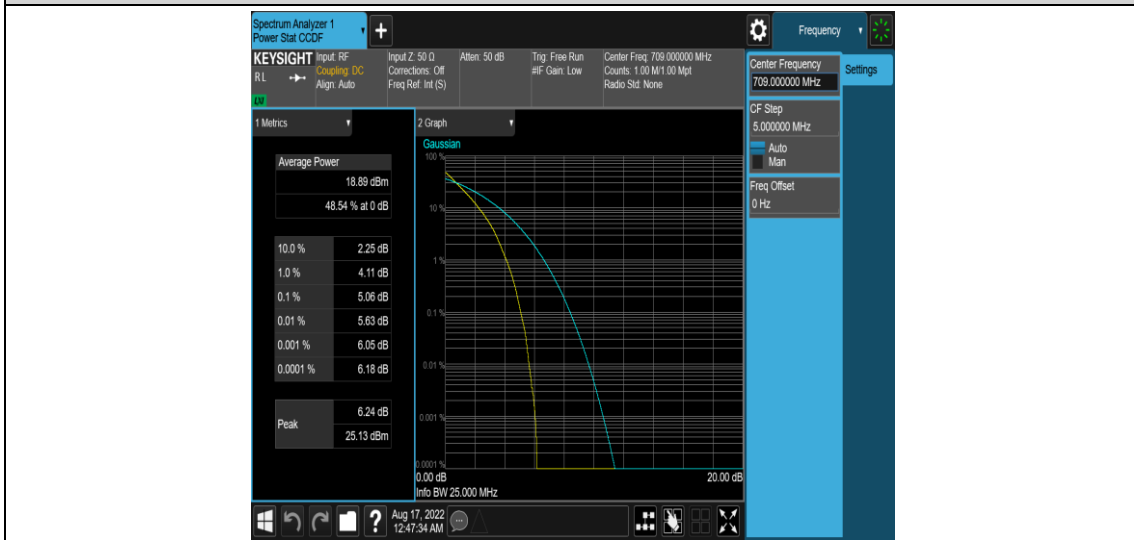 Spectrum Analyzer 1
Power Stat CCDF
+
Frequency
KEYSIGHT
RL
LXI
Input: RF
Coupling: DC
Align: Auto
Input Z: 50 Ω
Corrections: Off
Freq Ref: Int (S)
Atten: 50 dB
Trig: Free Run
#IF Gain: Low
Center Freq: 709.000000 MHz
Counts: 1.00 M/1.00 Mpt
Radio Std: None
Center Frequency
709.000000 MHz
Settings
CF Step
5.000000 MHz
Auto
Man
Freq Offset
0 Hz
1 Metrics
Average Power
18.89 dBm
48.54 % at 0 dB
10.0 % 2.25 dB
1.0 % 4.11 dB
0.1 % 5.06 dB
0.01 % 5.63 dB
0.001 % 6.05 dB
0.0001 % 6.18 dB
Peak
6.24 dB
25.13 dBm
2 Graph
Gaussian
100 %
10 %
1 %
0.1 %
0.01 %
0.001 %
0.0001 %
0.00 dB 20.00 dB
Info BW 25.000 MHz
?
Aug 17, 2022
12:47:34 AM